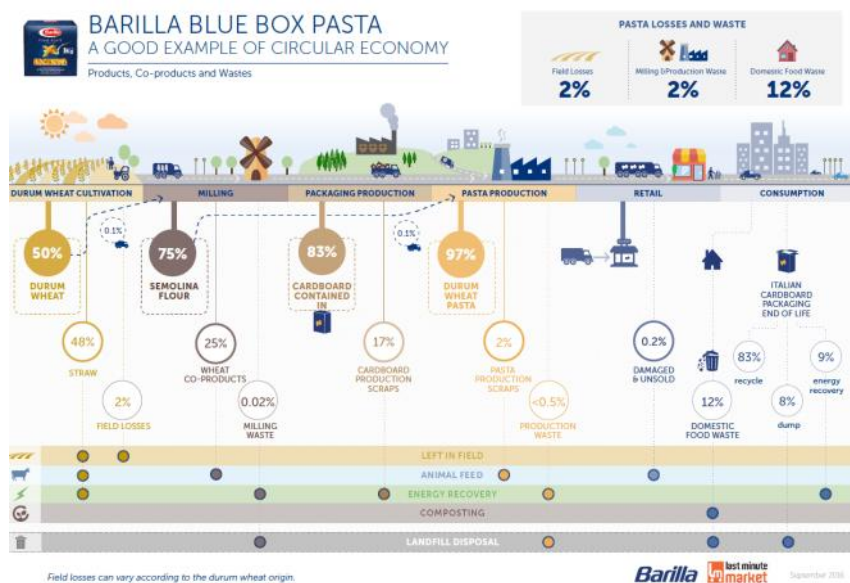 BARILLA BLUE BOX PASTA
A GOOD EXAMPLE OF CIRCULAR ECONOMY
Products, Co-products and Wastes
PASTA LOSSES AND WASTE
Field Losses
2%
Milling &Production Waste
2%
Domestic Food Waste
12%
Barilla
DURUM WHEAT CULTIVATION
MILLING
PACKAGING PRODUCTION
PASTA PRODUCTION
RETAIL
CONSUMPTION
0.1%
0.1%
50%
DURUM
WHEAT
75%
SEMOLINA
FLOUR
83%
CARDBOARD
CONTAINED
IN
97%
DURUM
WHEAT
PASTA
ITALIAN
CARDBOARD
PACKAGING
END OF LIFE
48%
STRAW
25%
WHEAT
CO-PRODUCTS
17%
CARDBOARD
PRODUCTION
SCRAPS
2%
PASTA
PRODUCTION
SCRAPS
0.2%
DAMAGED
& UNSOLD
83%
recycle
9%
energy
recovery
2%
FIELD LOSSES
0.02%
MILLING
WASTE
<0.5%
PRODUCTION
WASTE
12%
DOMESTIC
FOOD WASTE
8%
dump
LEFT IN FIELD
ANIMAL FEED
ENERGY RECOVERY
COMPOSTING
LANDFILL DISPOSAL
Field losses can vary according to the durum wheat origin.
Barilla
lm
last minute
market
September 2016